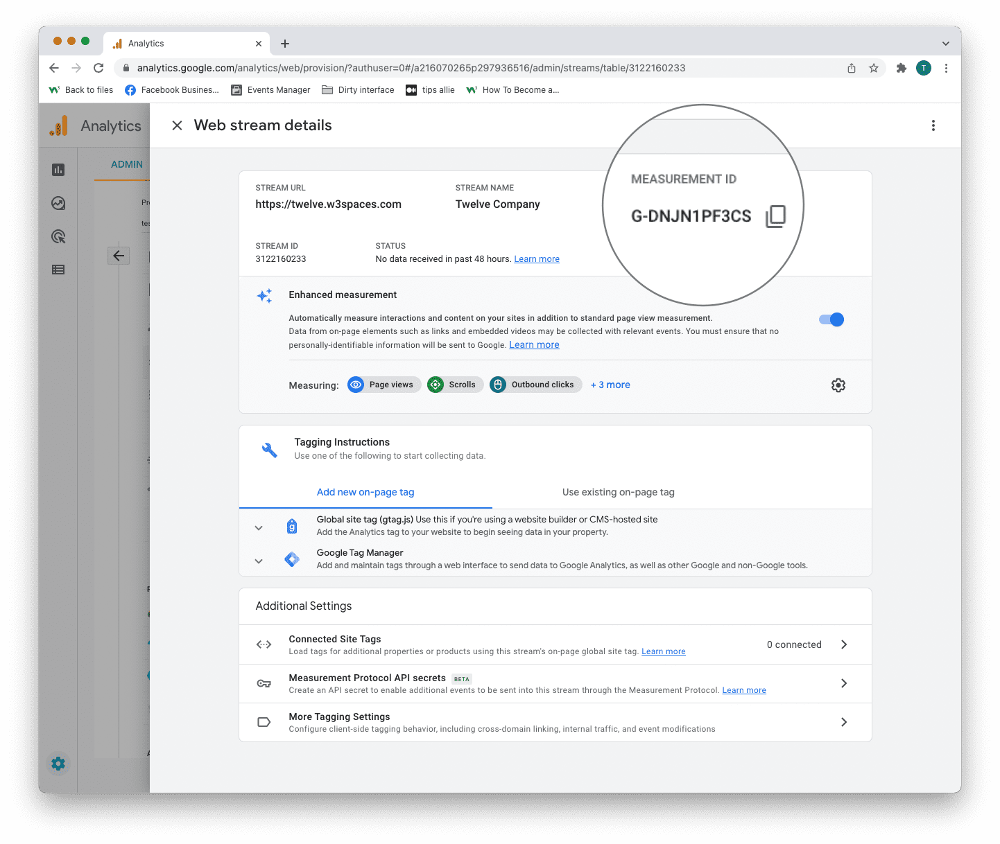 Analytics
analytics.google.com/analytics/web/provision/?authuser=0#/a216070265p297936516/admin/streams/table/3122160233
T
Back to files
Facebook Busines...
Events Manager
Dirty interface
tips allie
How To Become a...
Analytics
Web stream details
ADMIN
STREAM URL
STREAM NAME
MEASUREMENT ID
https://twelve.w3spaces.com
Twelve Company
G-DNJN1PF3CS
STREAM ID
STATUS
3122160233
No data received in past 48 hours. Learn more
Enhanced measurement
Automatically measure interactions and content on your sites in addition to standard page view measurement.
Data from on-page elements such as links and embedded videos may be collected with relevant events. You must ensure that no
personally-identifiable information will be sent to Google. Learn more
Measuring:
Page views
Scrolls
Outbound clicks
+ 3 more
Tagging Instructions
Use one of the following to start collecting data.
Add new on-page tag
Use existing on-page tag
Global site tag (gtag.js) Use this if you're using a website builder or CMS-hosted site
Add the Analytics tag to your website to begin seeing data in your property.
Google Tag Manager
Add and maintain tags through a web interface to send data to Google Analytics, as well as other Google and non-Google tools.
Additional Settings
Connected Site Tags
Load tags for additional properties or products using this stream's on-page global site tag. Learn more
0 connected
Measurement Protocol API secrets BETA
Create an API secret to enable additional events to be sent into this stream through the Measurement Protocol. Learn more
More Tagging Settings
Configure client-side tagging behavior, including cross-domain linking, internal traffic, and event modifications